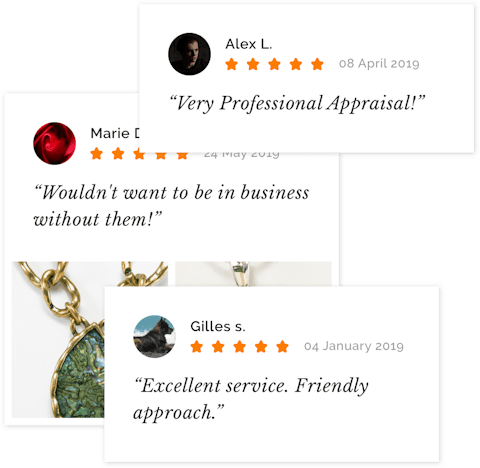 Alex L.
08 April 2019
“Very Professional Appraisal!”
Marie D
24 May 2019
“Wouldn't want to be in business
without them!”
Gilles s.
04 January 2019
“Excellent service. Friendly
approach.”